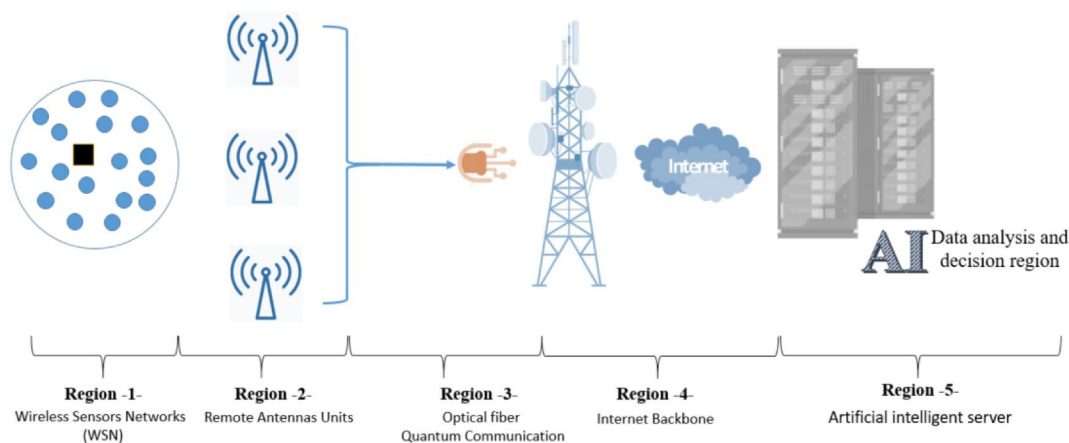 Internet
AI Data analysis and
decision region
Region -1-
Wireless Sensors Networks
(WSN)
Region -2-
Remote Antennas Units
Region -3-
Optical fiber
Quantum Communication
Region -4-
Internet Backbone
Region -5-
Artificial intelligent server